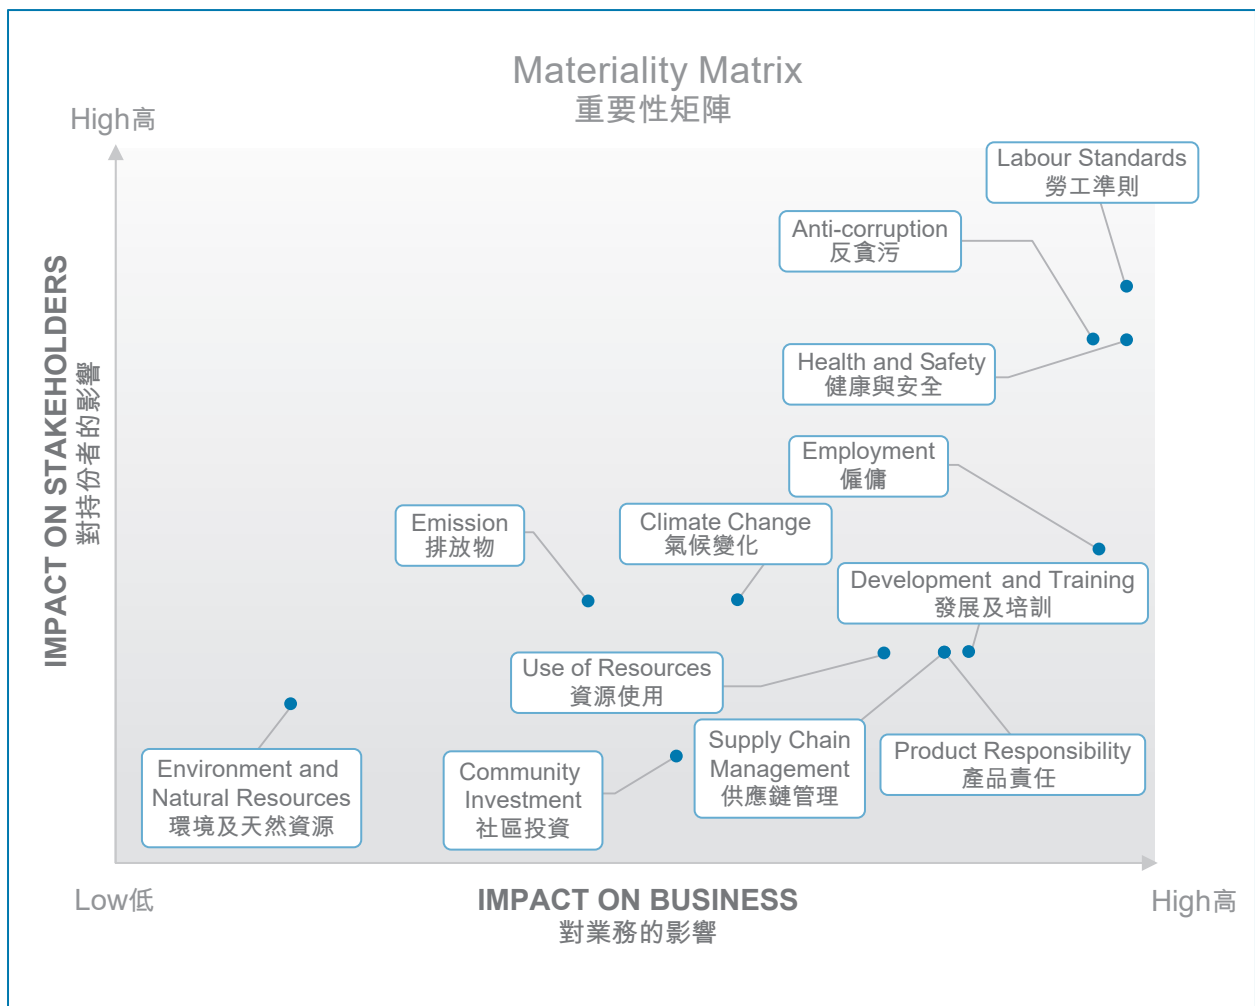 Materiality Matrix
重要性矩陣
High高
Labour Standards
勞工準則
Anti-corruption
反貪污
Health and Safety
健康與安全
Employment
僱傭
Emission
排放物
Climate Change
氣候變化
Development and Training
發展及培訓
Use of Resources
資源使用
Supply Chain
Management
供應鏈管理
Product Responsibility
產品責任
Environment and
Natural Resources
環境及天然資源
Community
Investment
社區投資
IMPACT ON STAKEHOLDERS
對持份者的影響
Low低
IMPACT ON BUSINESS
對業務的影響
High高